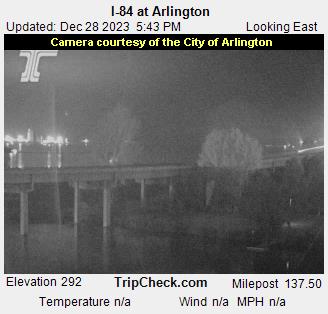 I-84 at Arlington
Updated: Dec 28 2023 5:43 PM Looking East
Camera courtesy of the City of Arlington
Elevation 292 TripCheck.com Milepost 137.50
Temperature n/a Wind n/a MPH n/a